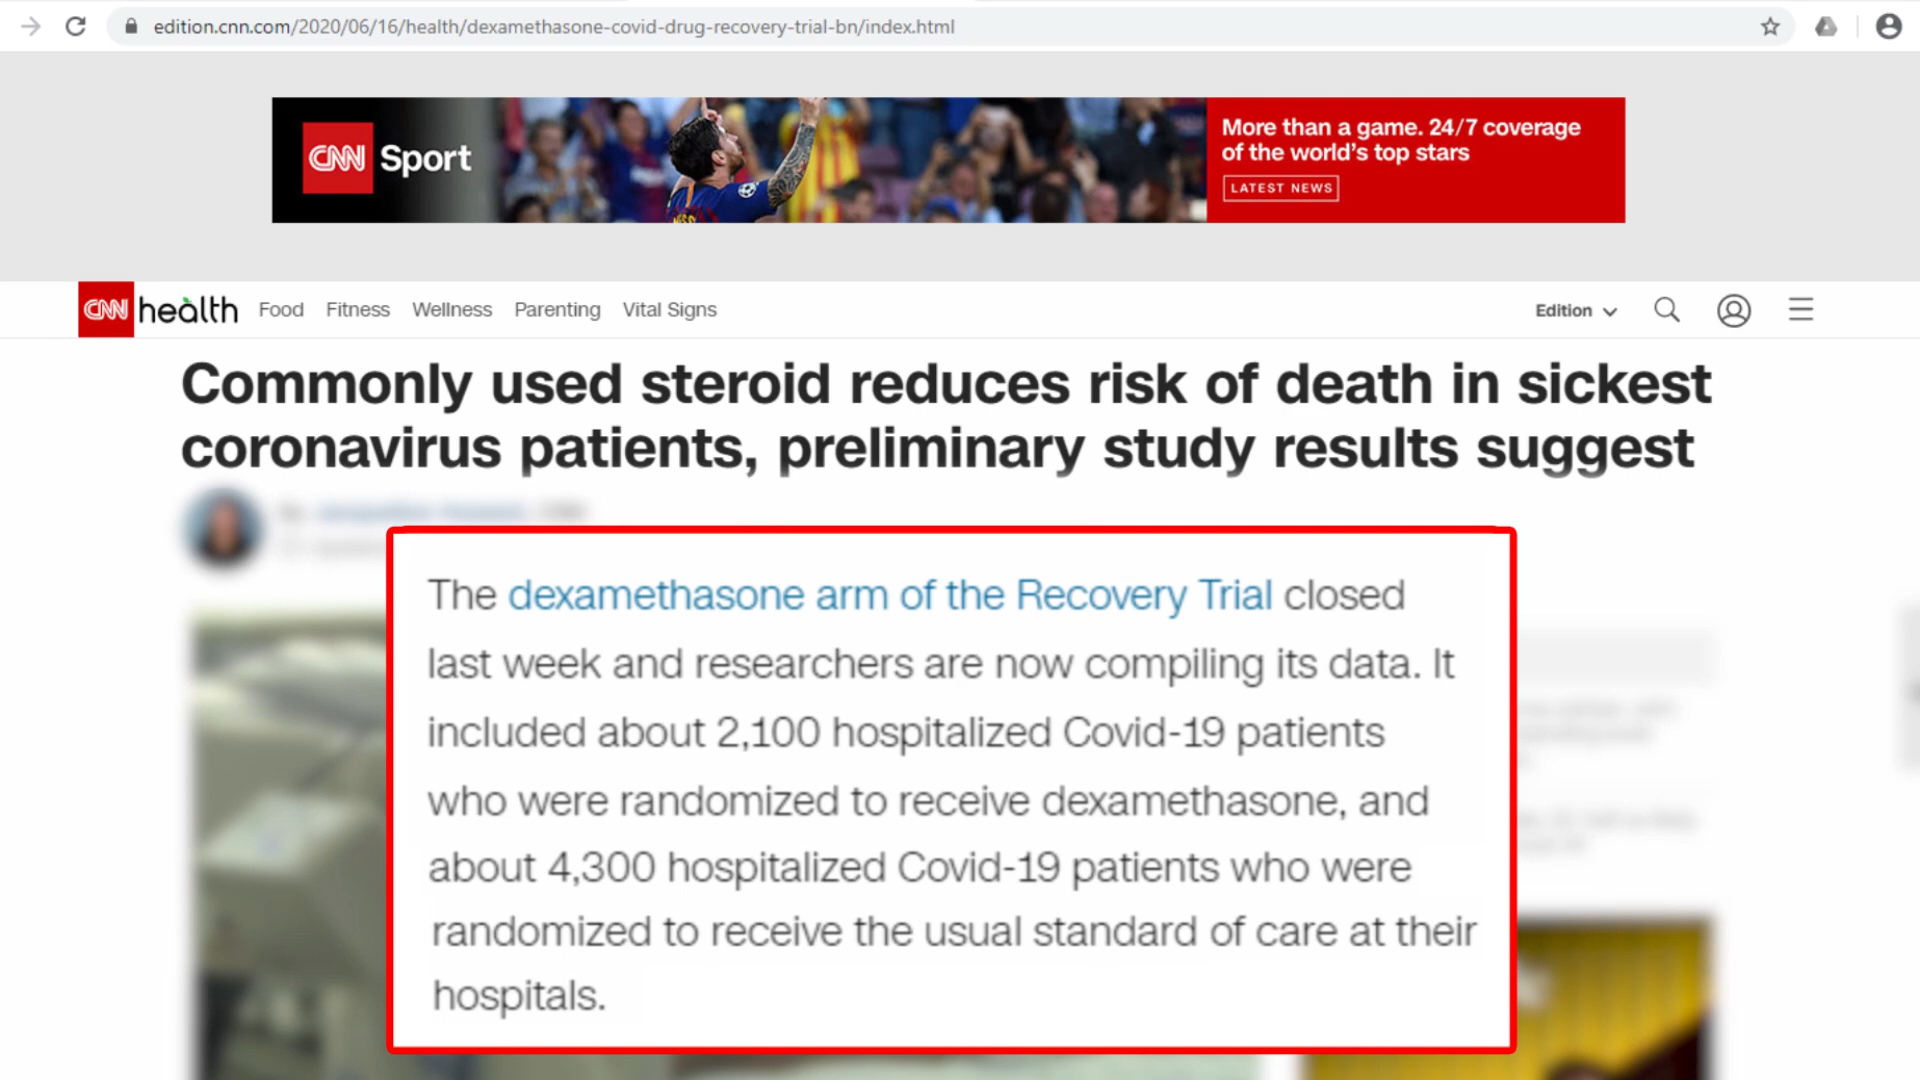 edition.cnn.com/2020/06/16/health/dexamethasone-covid-drug-recovery-trial-bn/index.html
CNN Sport
More than a game. 24/7 coverage
of the world's top stars
LATEST NEWS
CNN health Food Fitness Wellness Parenting Vital Signs Edition
Commonly used steroid reduces risk of death in sickest
coronavirus patients, preliminary study results suggest
The dexamethasone arm of the Recovery Trial closed
last week and researchers are now compiling its data. It
included about 2,100 hospitalized Covid-19 patients
who were randomized to receive dexamethasone, and
about 4,300 hospitalized Covid-19 patients who were
randomized to receive the usual standard of care at their
hospitals.